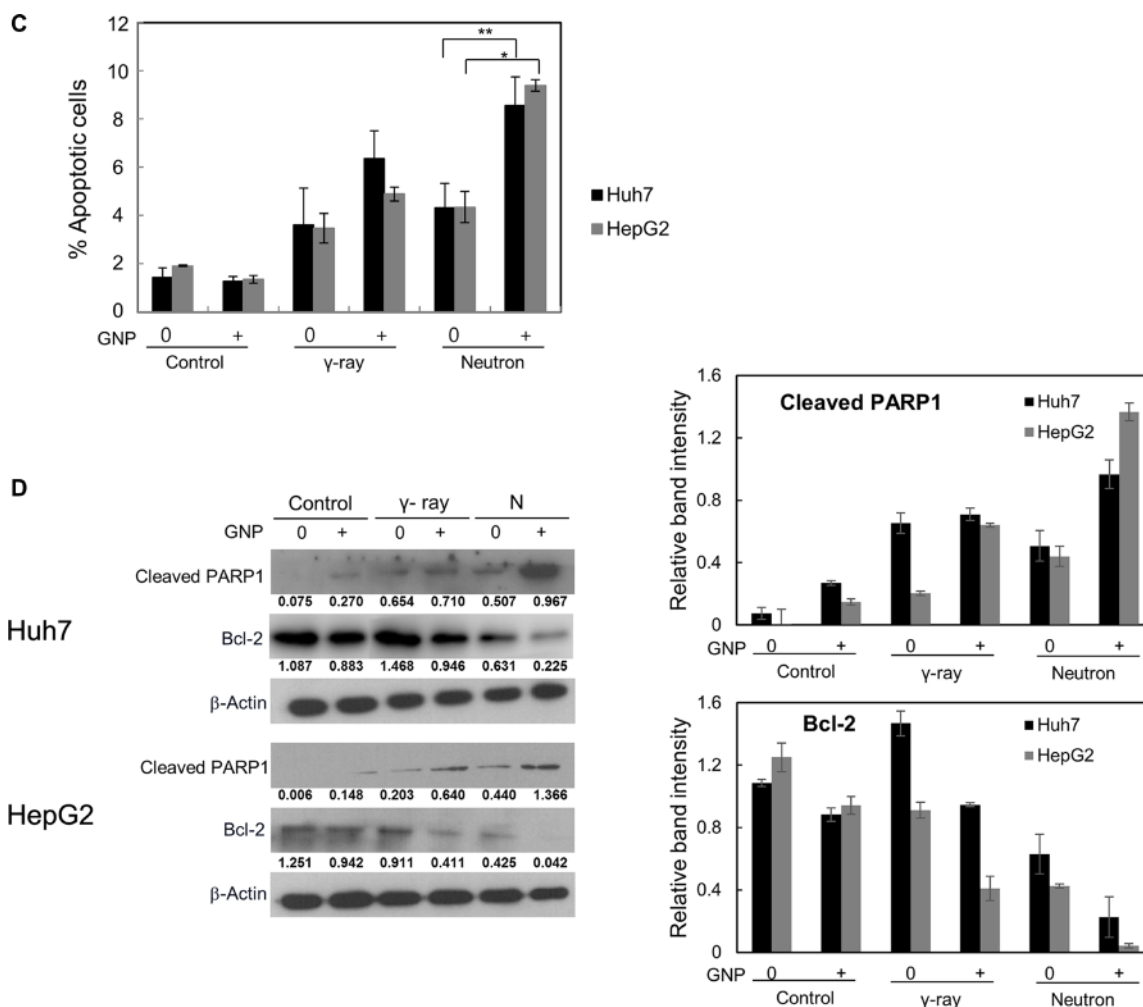 C
12
10
8
6
4
2
0
% Apoptotic cells
** 
*
Huh7
HepG2
GNP 0 + 0 + 0 +
Control γ-ray Neutron
D
Control γ- ray N
GNP 0 + 0 + 0 +
Huh7
Cleaved PARP1
0.075 0.270 0.654 0.710 0.507 0.967
Bcl-2
1.087 0.883 1.468 0.946 0.631 0.225
β-Actin
HepG2
Cleaved PARP1
0.006 0.148 0.203 0.640 0.440 1.366
Bcl-2
1.251 0.942 0.911 0.411 0.425 0.042
β-Actin
Cleaved PARP1
Huh7
HepG2
Relative band intensity
1.6
1.2
0.8
0.4
0
GNP 0 + 0 + 0 +
Control γ-ray Neutron
Bcl-2
Huh7
HepG2
Relative band intensity
1.6
1.2
0.8
0.4
0
GNP 0 + 0 + 0 +
Control γ-ray Neutron